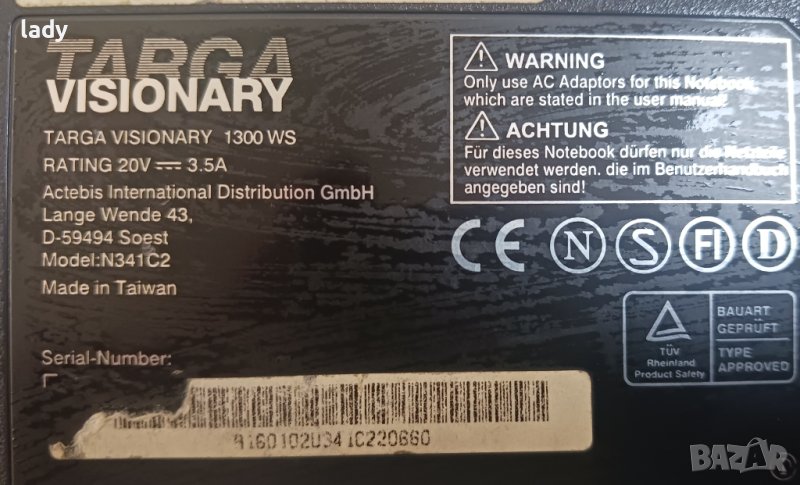 lady
TARGA
VISIONARY
TARGA VISIONARY 1300 WS
RATING 20V ⎓ 3.5A
Actebis International Distribution GmbH
Lange Wende 43,
D-59494 Soest
Model:N341C2
Made in Taiwan
Serial-Number:
9160102U341C220660
WARNING
Only use AC Adaptors for this Notebook,
which are stated in the user manual.
ACHTUNG
Für dieses Notebook dürfen nur die Netzteile
verwendet werden. die im Benutzerhandbuch
angegeben sind!
CE N S FI D
TÜV
Rheinland
Product Safety
BAUART
GEPRÜFT
TYPE
APPROVED
BAZAR